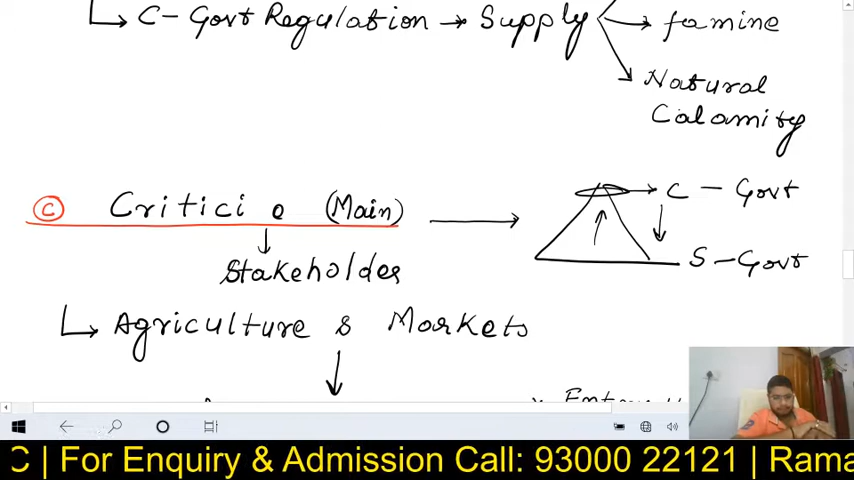 C-Govt Regulation → Supply → famine
→ Natural
Calamity
Ⓒ Critici e (Main) → C - Govt
↓ S - Govt
↓ Stakeholder
↳ Agriculture & Markets
C | For Enquiry & Admission Call: 93000 22121 | Rama